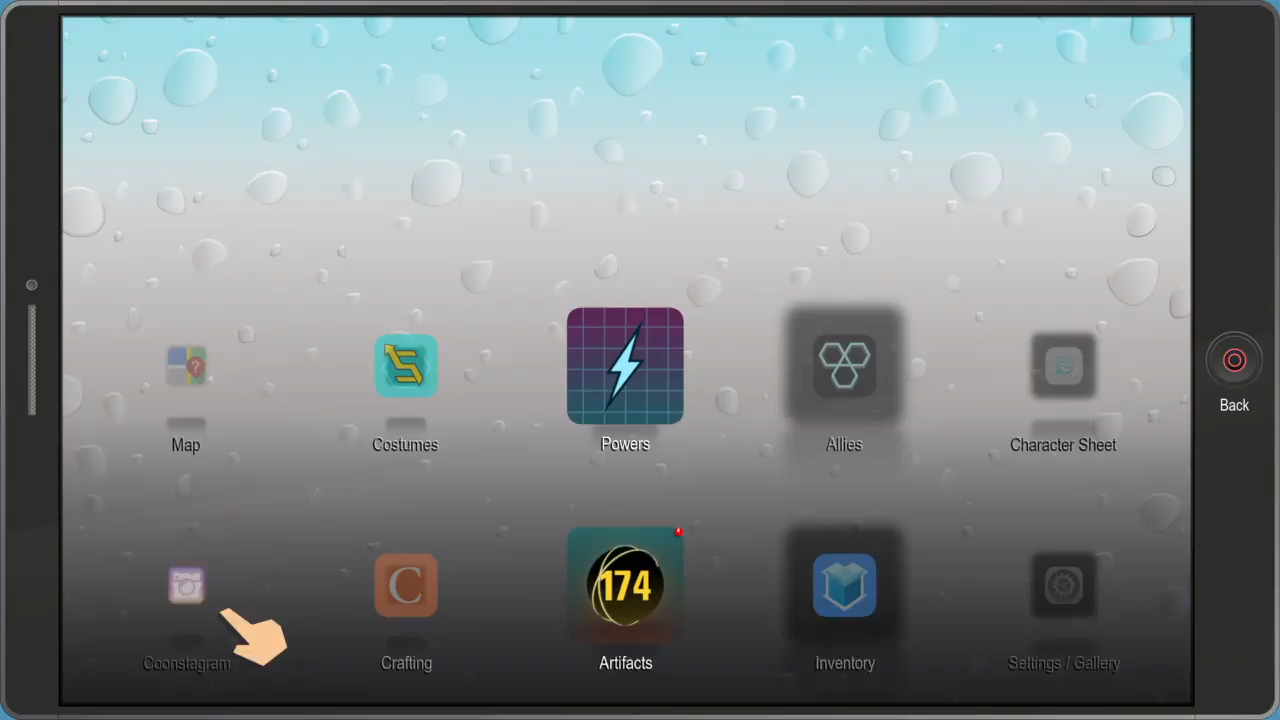 Back
Map
Costumes
Powers
Allies
Character Sheet
C
174
Coonstagram
Crafting
Artifacts
Inventory
Settings / Gallery